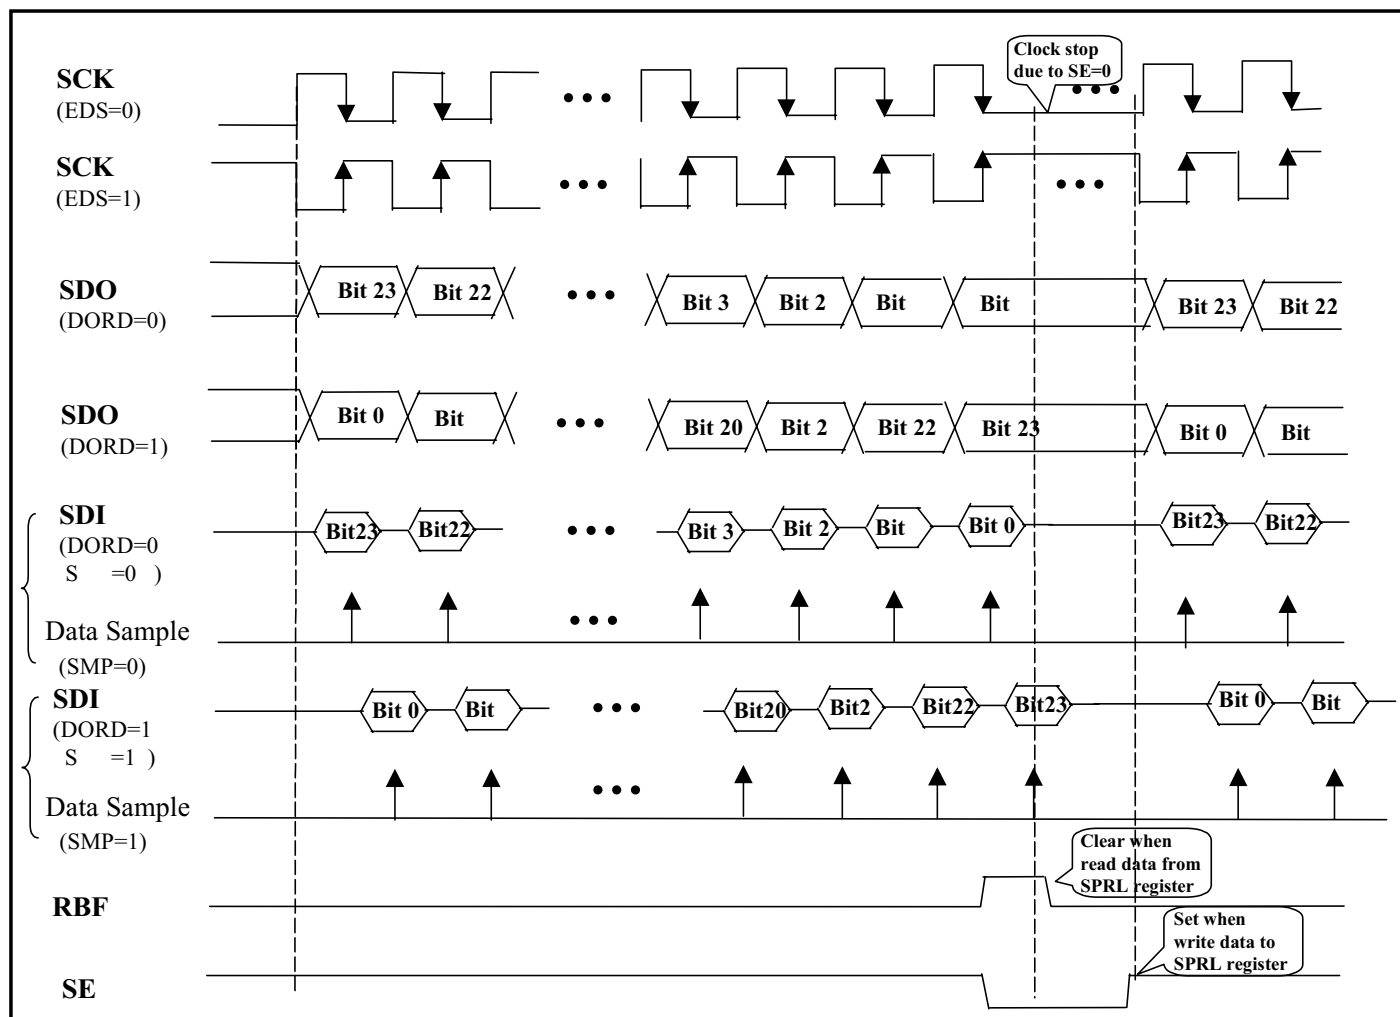 Clock stop
due to SE=0
SCK
(EDS=0)
SCK
(EDS=1)
SDO
(DORD=0)
Bit 23 Bit 22 Bit 3 Bit 2 Bit Bit Bit 23 Bit 22
SDO
(DORD=1)
Bit 0 Bit Bit 20 Bit 2 Bit 22 Bit 23 Bit 0 Bit
SDI
(DORD=0
S =0 )
Bit23 Bit22 Bit 3 Bit 2 Bit Bit 0 Bit23 Bit22
Data Sample
(SMP=0)
SDI
(DORD=1
S =1 )
Bit 0 Bit Bit20 Bit2 Bit22 Bit23 Bit 0 Bit
Data Sample
(SMP=1)
Clear when
read data from
SPRL register
RBF
Set when
write data to
SPRL register
SE